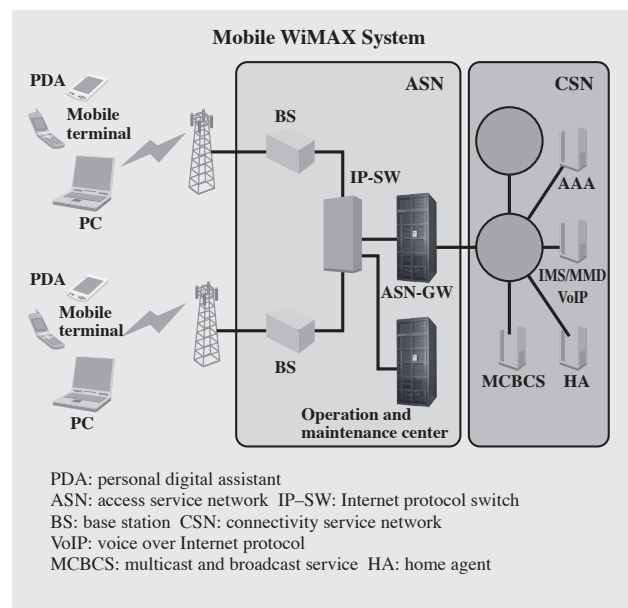 Mobile WiMAX System
PDA
Mobile
terminal
PC
PDA
Mobile
terminal
PC
ASN
BS
IP-SW
ASN-GW
BS
Operation and
maintenance center
CSN
AAA
IMS/MMD
VoIP
MCBCS
HA
PDA: personal digital assistant
ASN: access service network IP–SW: Internet protocol switch
BS: base station CSN: connectivity service network
VoIP: voice over Internet protocol
MCBCS: multicast and broadcast service HA: home agent